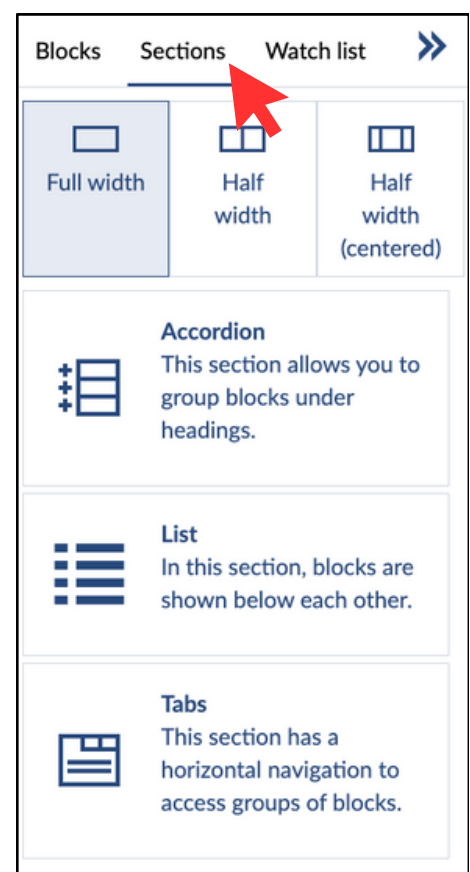 Blocks Sections Watch list
Full width
Half
width
Half
width
(centered)
Accordion
This section allows you to
group blocks under
headings.
List
In this section, blocks are
shown below each other.
Tabs
This section has a
horizontal navigation to
access groups of blocks.